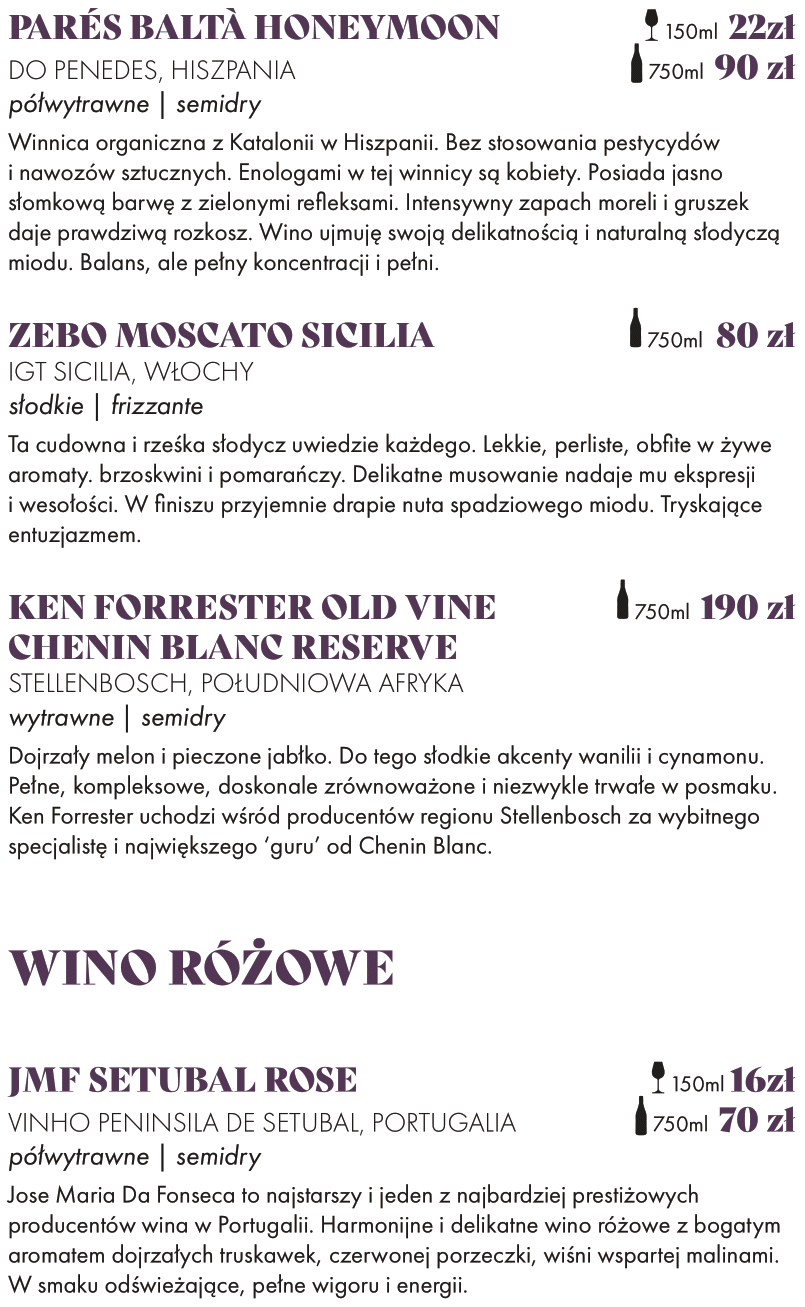 PARÉS BALTÀ HONEYMOON 150ml 22zł
DO PENEDES, HISZPANIA 750ml 90 zł
półwytrawne | semidry
Winnica organiczna z Katalonii w Hiszpanii. Bez stosowania pestycydów
i nawozów sztucznych. Enologami w tej winnicy są kobiety. Posiada jasno
słomkową barwę z zielonymi refleksami. Intensywny zapach moreli i gruszek
daje prawdziwą rozkosz. Wino ujmuję swoją delikatnością i naturalną słodyczą
miodu. Balans, ale pełny koncentracji i pełni.
ZEBO MOSCATO SICILIA 750ml 80 zł
IGT SICILIA, WŁOCHY
słodkie | frizzante
Ta cudowna i rześka słodycz uwiedzie każdego. Lekkie, perliste, obfite w żywe
aromaty. brzoskwini i pomarańczy. Delikatne musowanie nadaje mu ekspresji
i wesołości. W finiszu przyjemnie drapie nuta spadziowego miodu. Tryskające
entuzjazmem.
KEN FORRESTER OLD VINE 750ml 190 zł
CHENIN BLANC RESERVE
STELLENBOSCH, POŁUDNIOWA AFRYKA
wytrawne | semidry
Dojrzały melon i pieczone jabłko. Do tego słodkie akcenty wanilii i cynamonu.
Pełne, kompleksowe, doskonale zrównoważone i niezwykle trwałe w posmaku.
Ken Forrester uchodzi wśród producentów regionu Stellenbosch za wybitnego
specjalistę i największego ‘guru’ od Chenin Blanc.
WINO RÓŻOWE
JMF SETUBAL ROSE 150ml 16zł
VINHO PENINSILA DE SETUBAL, PORTUGALIA 750ml 70 zł
półwytrawne | semidry
Jose Maria Da Fonseca to najstarszy i jeden z najbardziej prestiżowych
producentów wina w Portugalii. Harmonijne i delikatne wino różowe z bogatym
aromatem dojrzałych truskawek, czerwonej porzeczki, wiśni wspartej malinami.
W smaku odświeżające, pełne wigoru i energii.